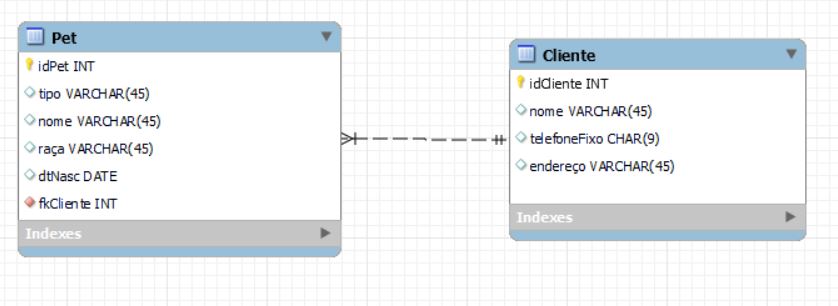 Pet
idPet INT
tipo VARCHAR(45)
nome VARCHAR(45)
raça VARCHAR(45)
dtNasc DATE
fkCliente INT
Indexes
Cliente
idCliente INT
nome VARCHAR(45)
telefoneFixo CHAR(9)
endereço VARCHAR(45)
Indexes